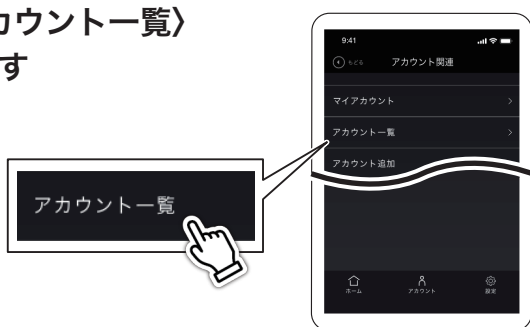 カウント一覧〉
す
9:41
もどる アカウント関連
マイアカウント
アカウント一覧
アカウント追加
アカウント一覧
ホーム アカウント 設定